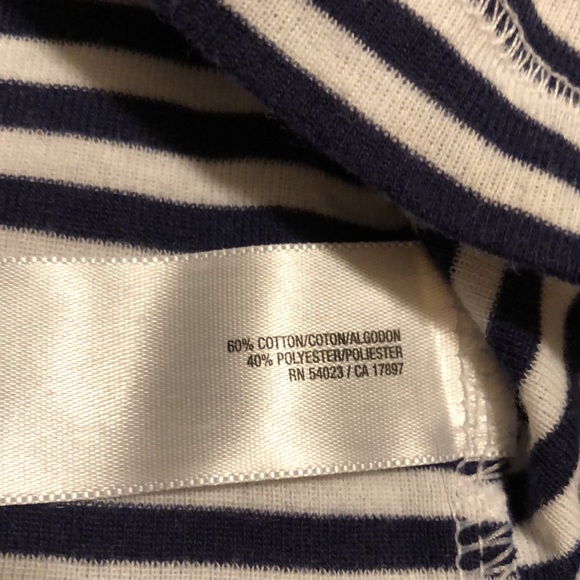 60% COTTON/COTON/ALGODON
40% POLYESTER/POLIESTER
RN 54023 / CA 17897